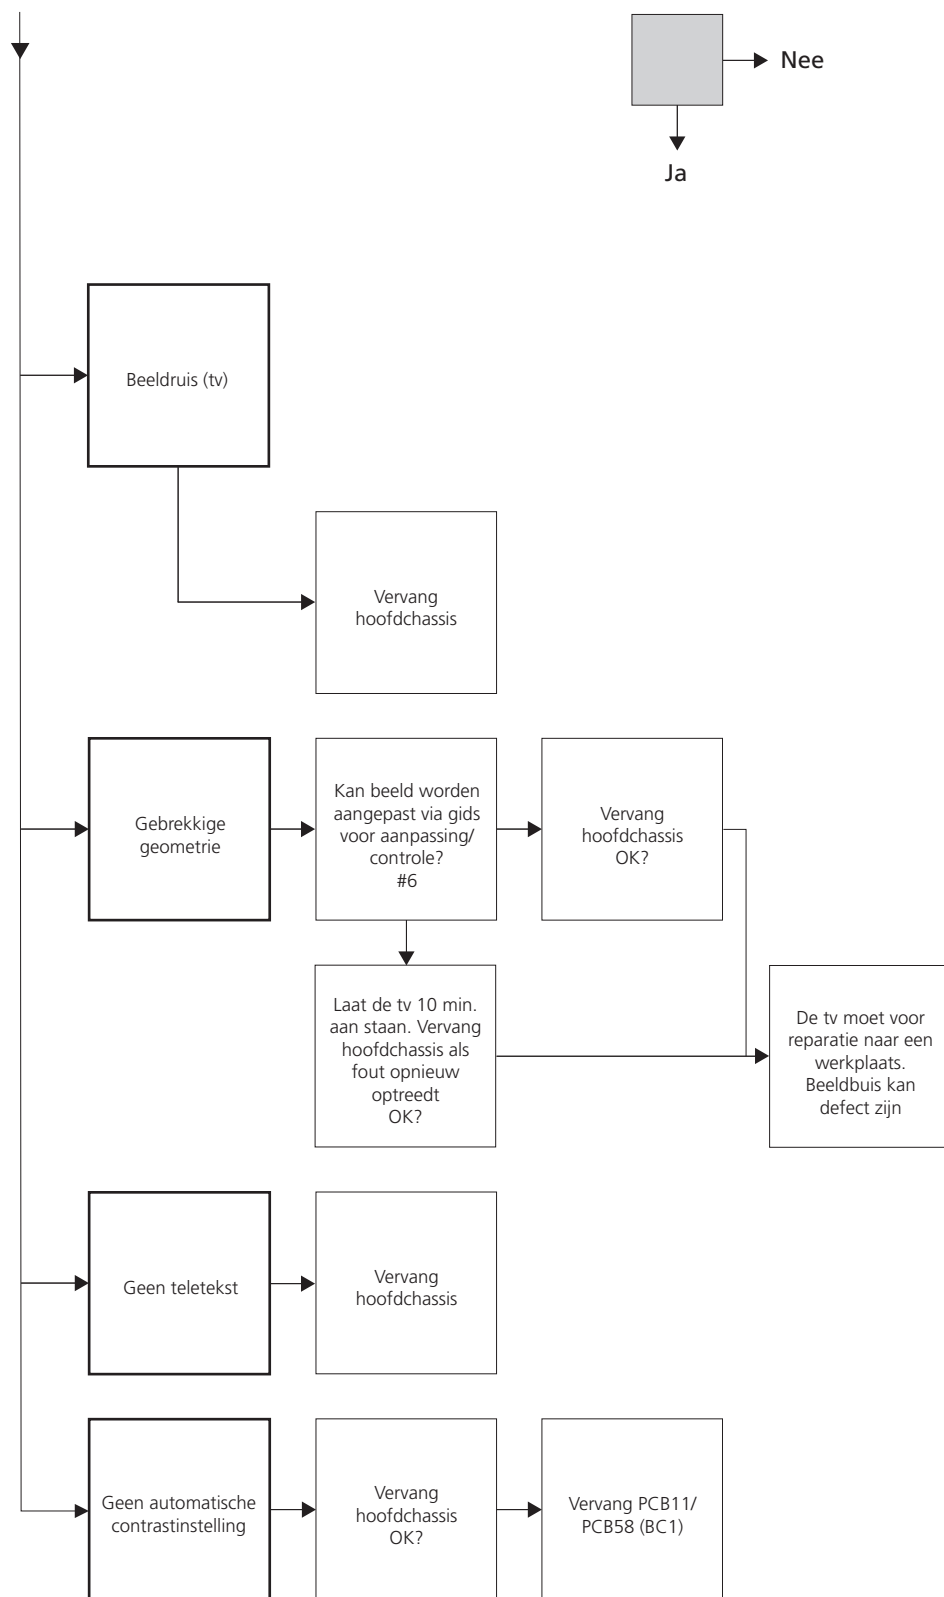 Nee
Ja
Beeldruis (tv)
Vervang
hoofdchassis
Gebrekkige
geometrie
Kan beeld worden
aangepast via gids
voor aanpassing/
controle?
#6
Vervang
hoofdchassis
OK?
Laat de tv 10 min.
aan staan. Vervang
hoofdchassis als
fout opnieuw
optreedt
OK?
De tv moet voor
reparatie naar een
werkplaats.
Beeldbuis kan
defect zijn
Geen teletekst
Vervang
hoofdchassis
Geen automatische
contrastinstelling
Vervang
hoofdchassis
OK?
Vervang PCB11/
PCB58 (BC1)